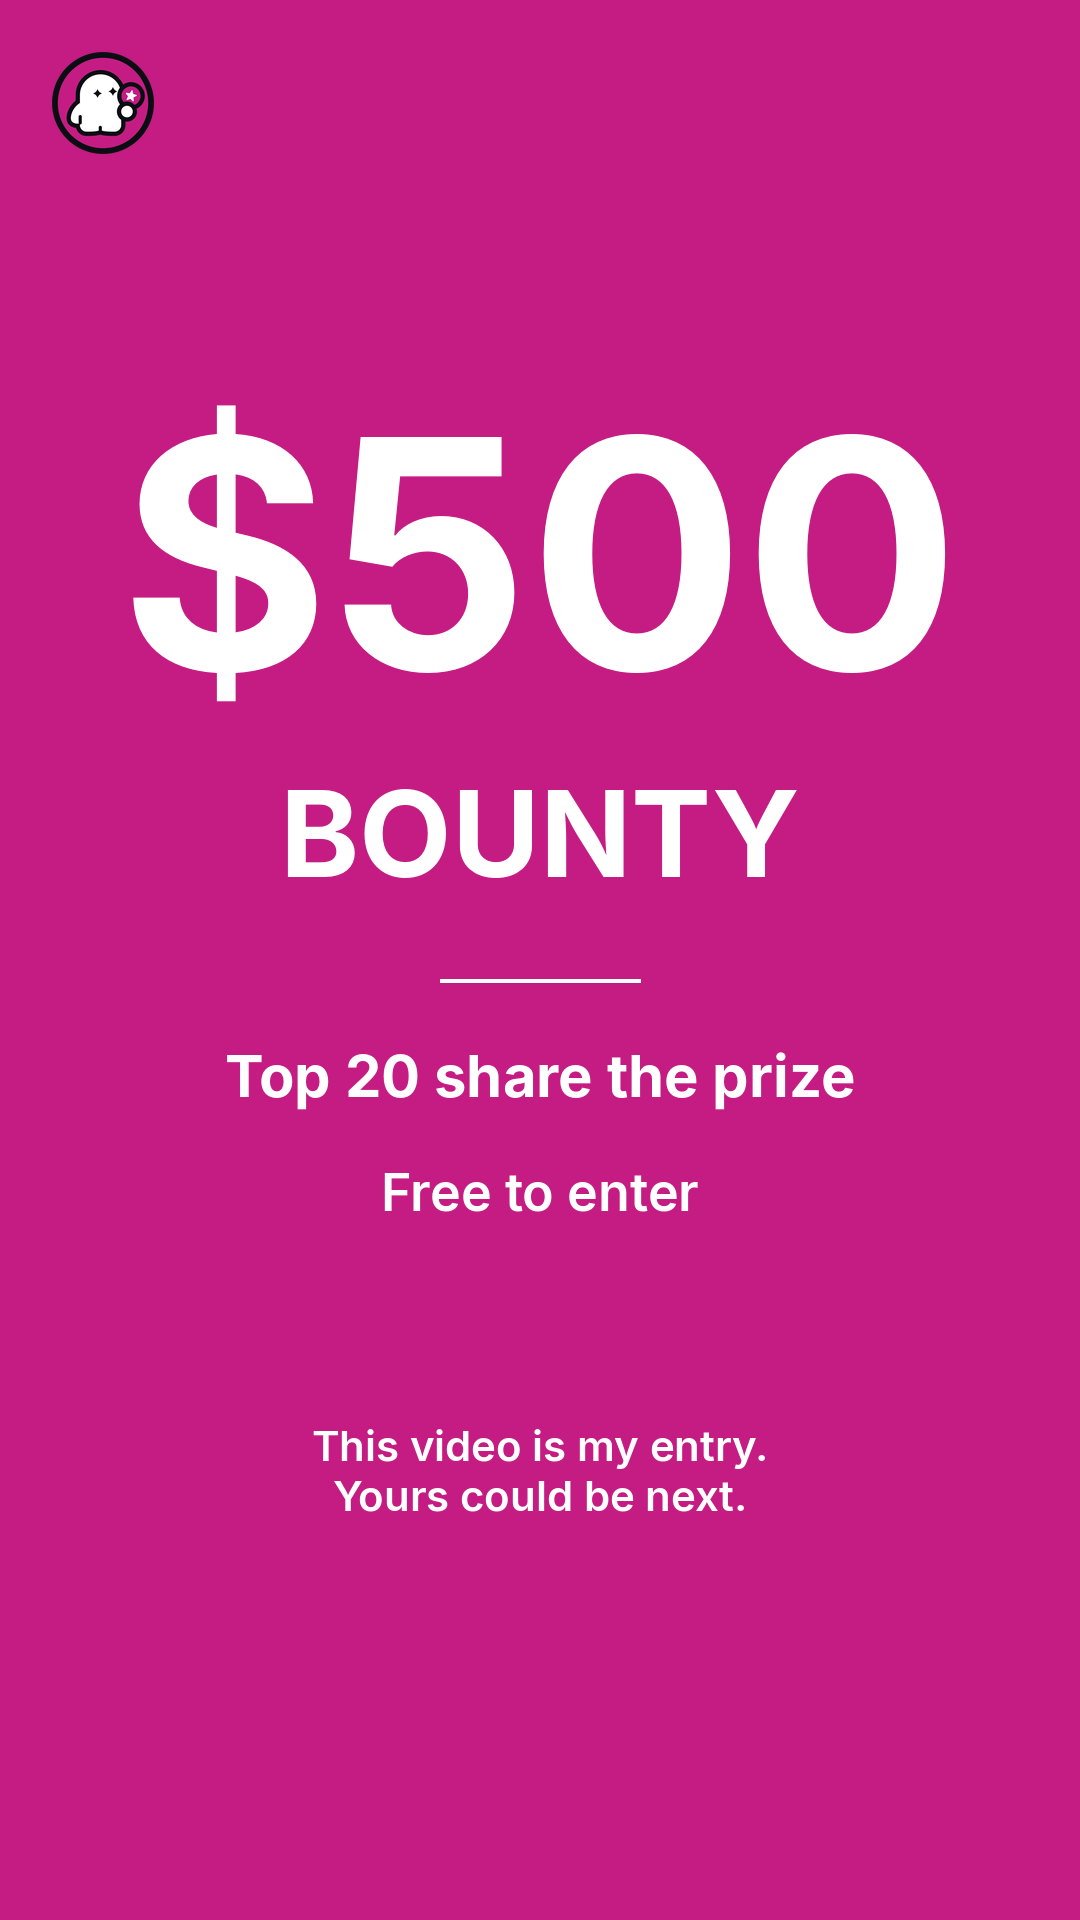 $500
BOUNTY
Top 20 share the prize
Free to enter
This video is my entry.
Yours could be next.